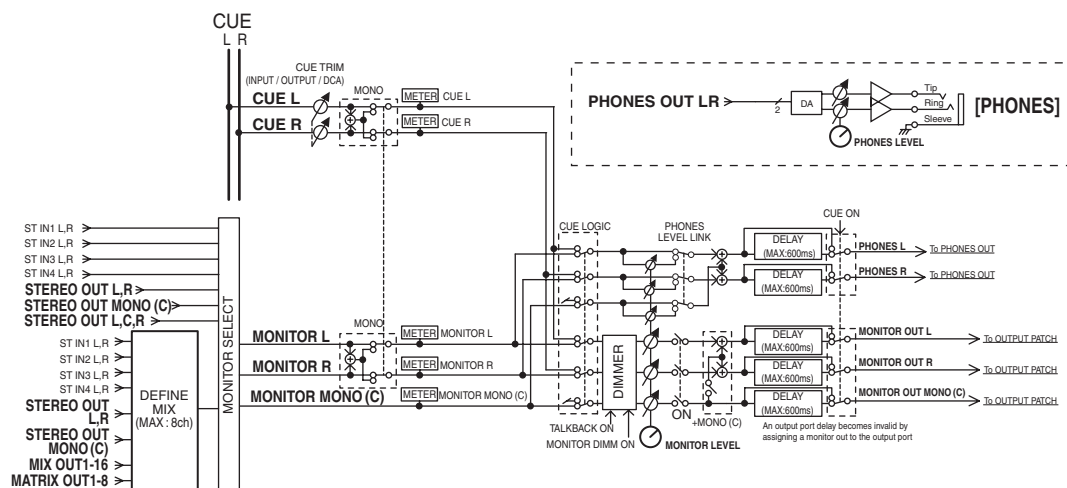 CUE
L R
CUE TRIM
(INPUT / OUTPUT / DCA)
MONO
CUE L
METER CUE L
CUE R
METER CUE R
PHONES OUT LR
2
DA
Tip
Ring
Sleeve
[PHONES]
PHONES LEVEL
ST IN1 L,R
ST IN2 L,R
ST IN3 L,R
ST IN4 L,R
STEREO OUT L,R
STEREO OUT MONO (C)
STEREO OUT L,C,R
ST IN1 L,R
ST IN2 L,R
ST IN3 L,R
ST IN4 L,R
STEREO OUT
L,R
STEREO OUT
MONO (C)
MIX OUT1-16
MATRIX OUT1-8
DEFINE
MIX
(MAX : 8ch)
MONITOR SELECT
MONO
MONITOR L
METER MONITOR L
MONITOR R
METER MONITOR R
MONITOR MONO (C)
METER MONITOR MONO (C)
CUE LOGIC
PHONES
LEVEL LINK
CUE ON
DELAY
(MAX:600ms)
PHONES L
To PHONES OUT
DELAY
(MAX:600ms)
PHONES R
To PHONES OUT
DIMMER
DELAY
(MAX:600ms)
MONITOR OUT L
To OUTPUT PATCH
DELAY
(MAX:600ms)
MONITOR OUT R
To OUTPUT PATCH
DELAY
(MAX:600ms)
MONITOR OUT MONO (C)
To OUTPUT PATCH
ON
+MONO (C)
TALKBACK ON
MONITOR DIMM ON
MONITOR LEVEL
An output port delay becomes invalid by
assigning a monitor out to the output port